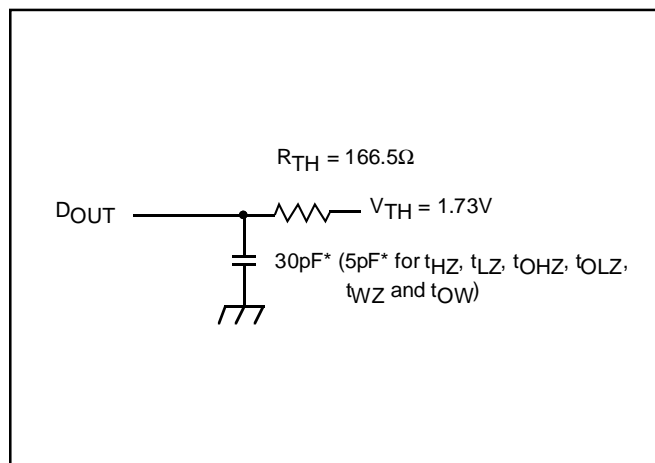 RTH = 166.5Ω
DOUT
VTH = 1.73V
30pF* (5pF* for tHZ, tLZ, tOHZ, tOLZ,
tWZ and tOW)